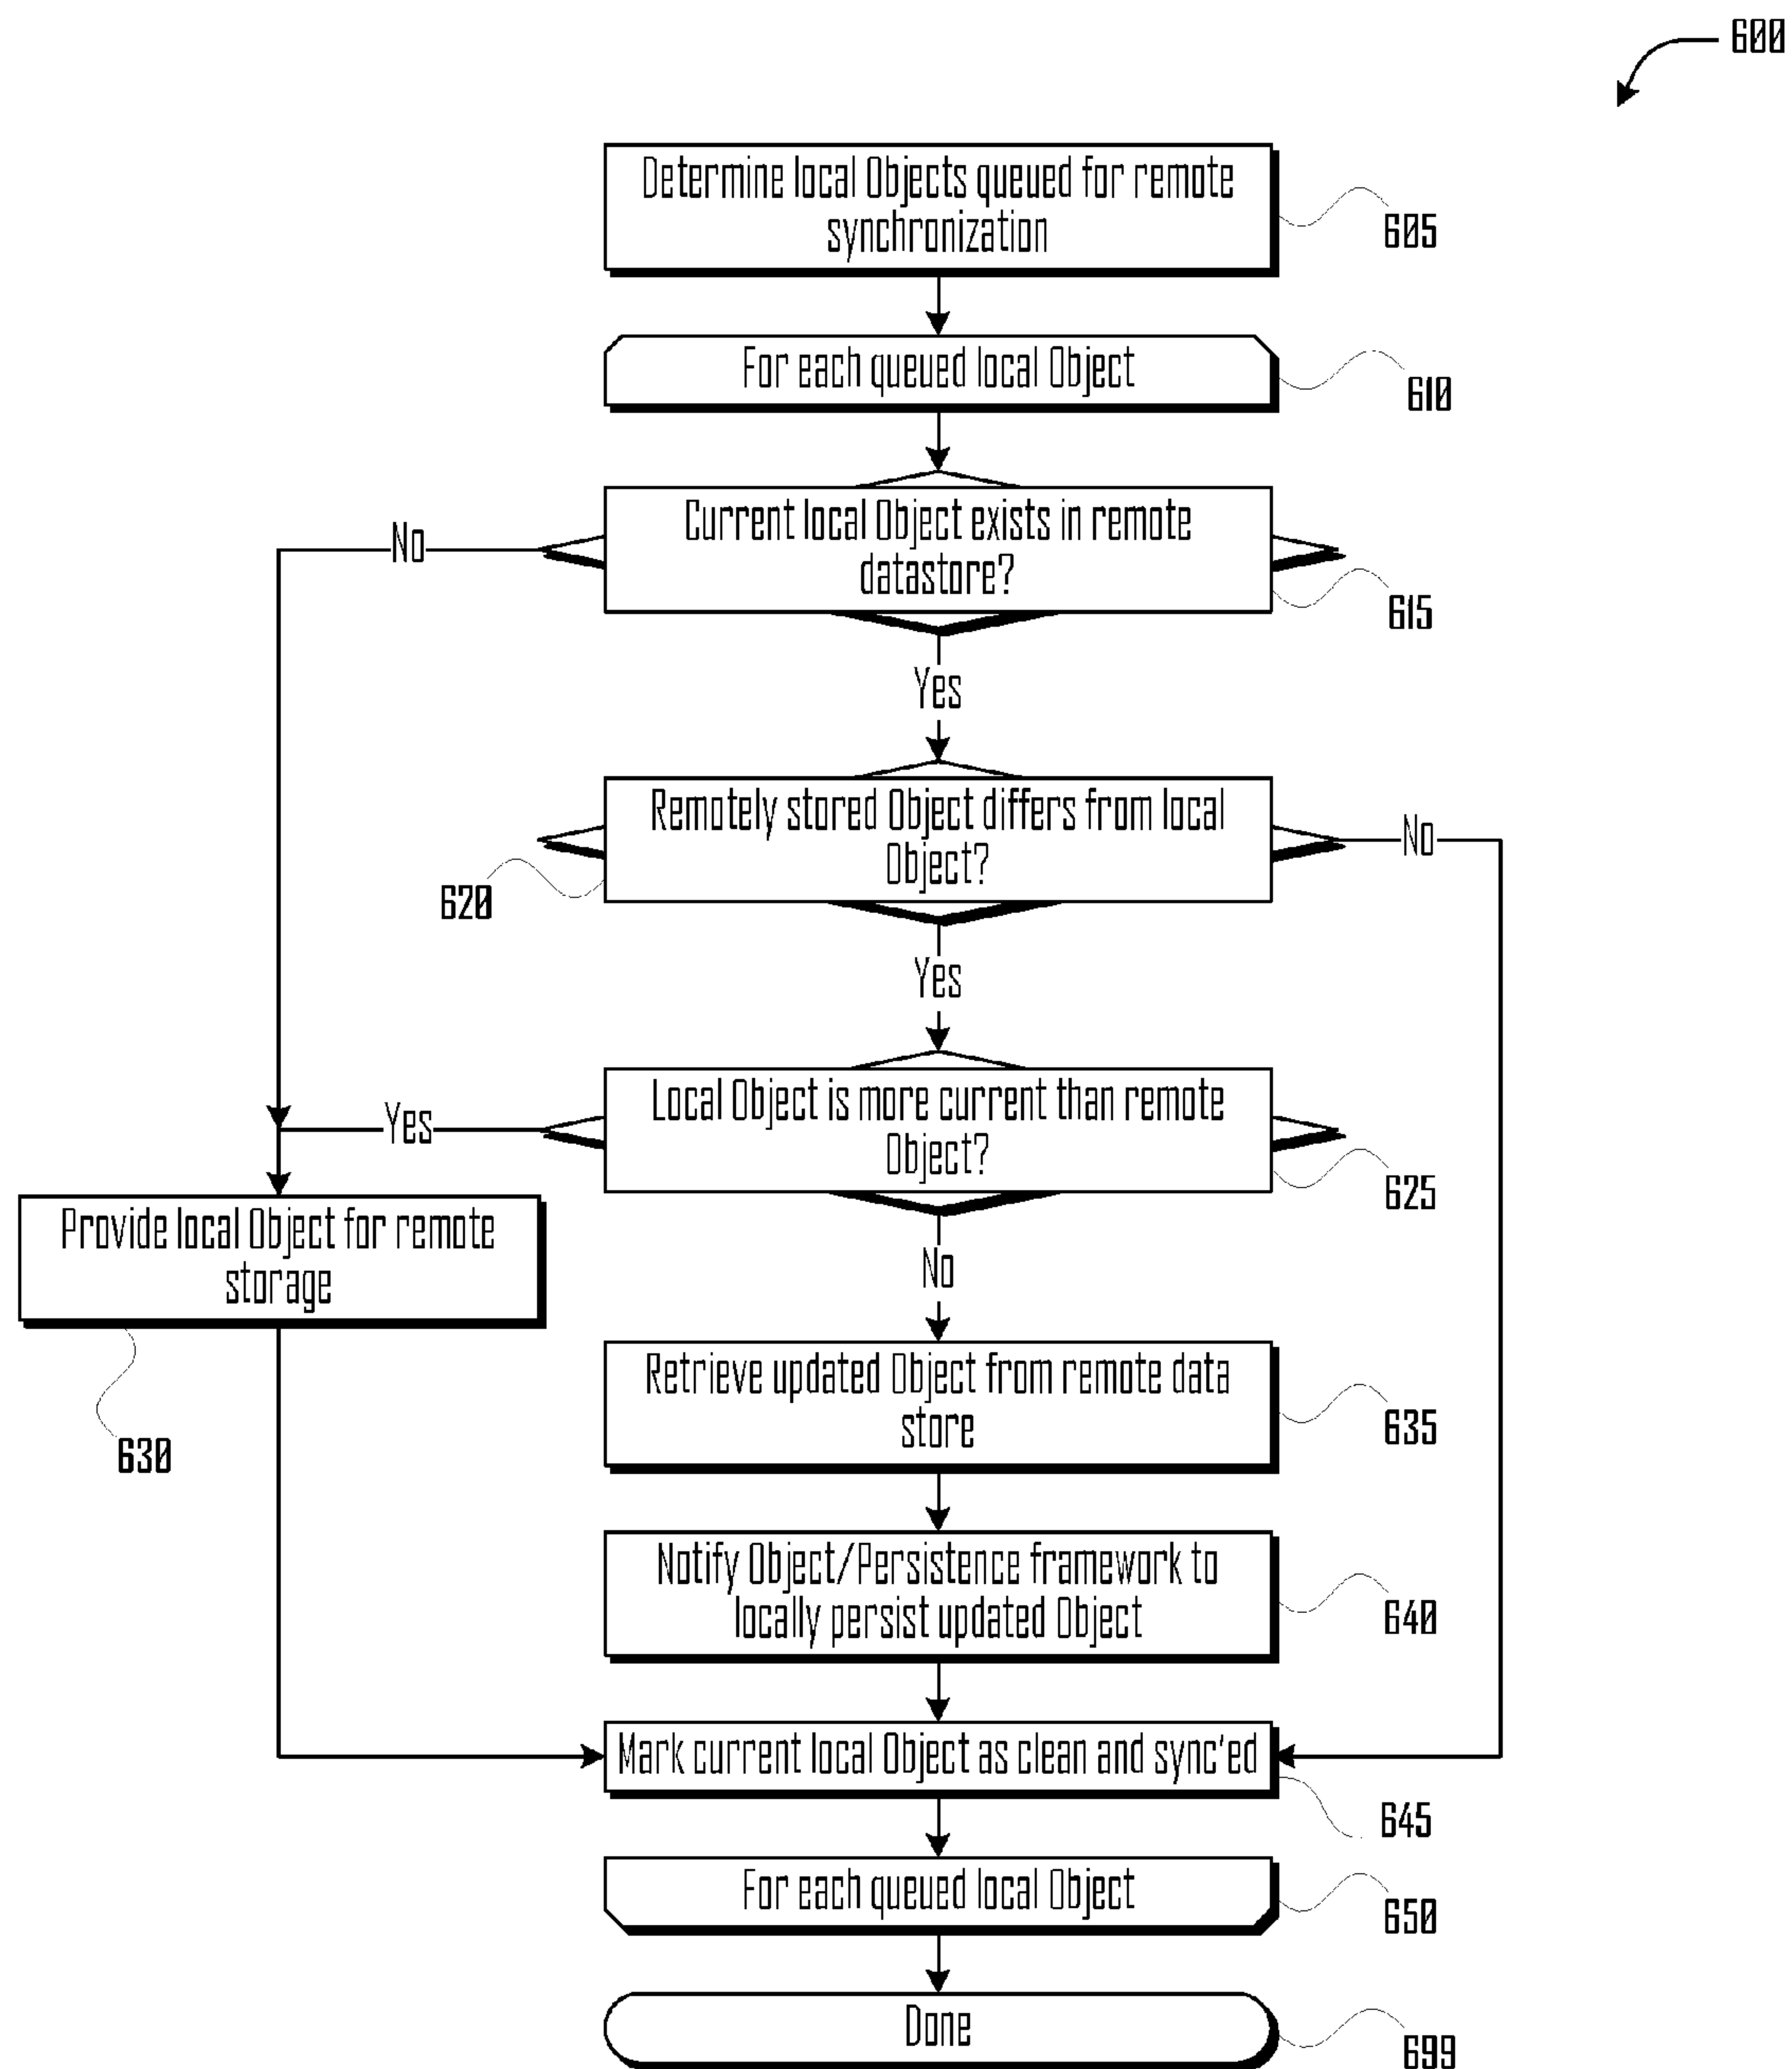 600
Determine local Objects queued for remote
synchronization
605
For each queued local Object
610
Current local Object exists in remote
datastore?
615
No
Yes
Remotely stored Object differs from local
Object?
620
No
Yes
Local Object is more current than remote
Object?
625
Yes
No
Provide local Object for remote
storage
630
Retrieve updated Object from remote data
store
635
Notify Object/Persistence framework to
locally persist updated Object
640
Mark current local Object as clean and sync'ed
645
For each queued local Object
650
Done
699